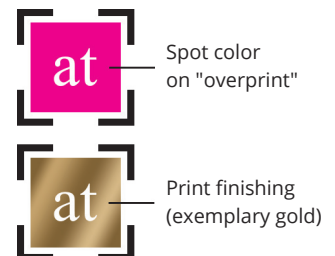 at
Spot color
on "overprint"
at
Print finishing
(exemplary gold)